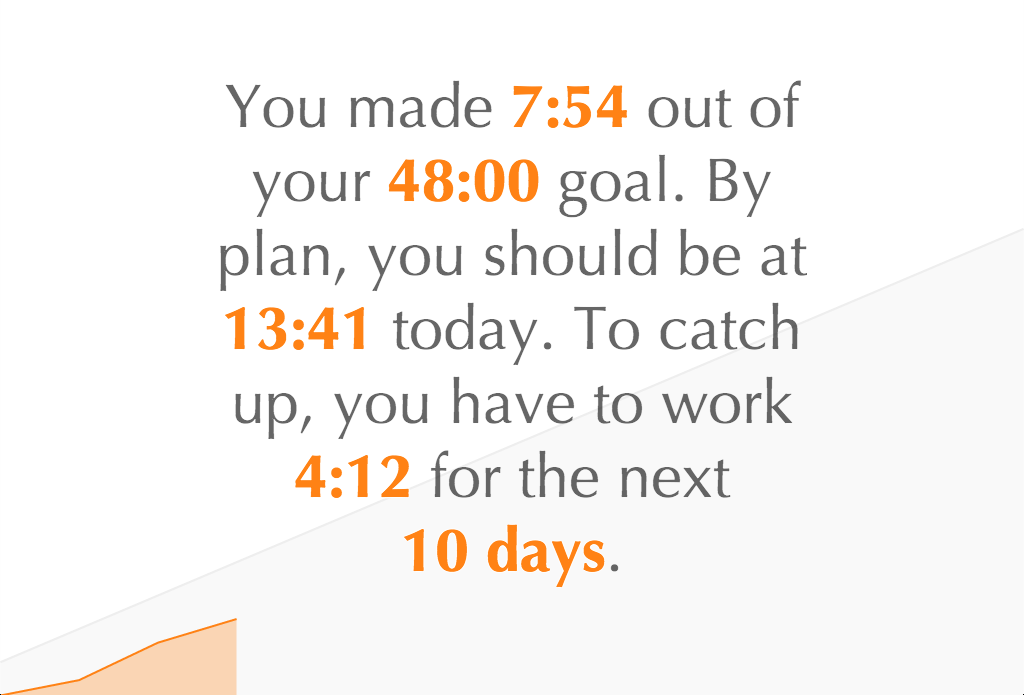 You made 7:54 out of
your 48:00 goal. By
plan, you should be at
13:41 today. To catch
up, you have to work
4:12 for the next
10 days.